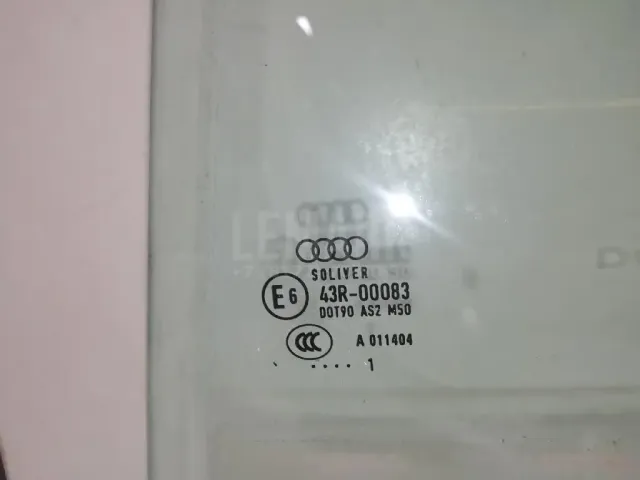 SOLIVER
E6 43R-00083
DOT90 AS2 M50
CCC A 011404
.... 1